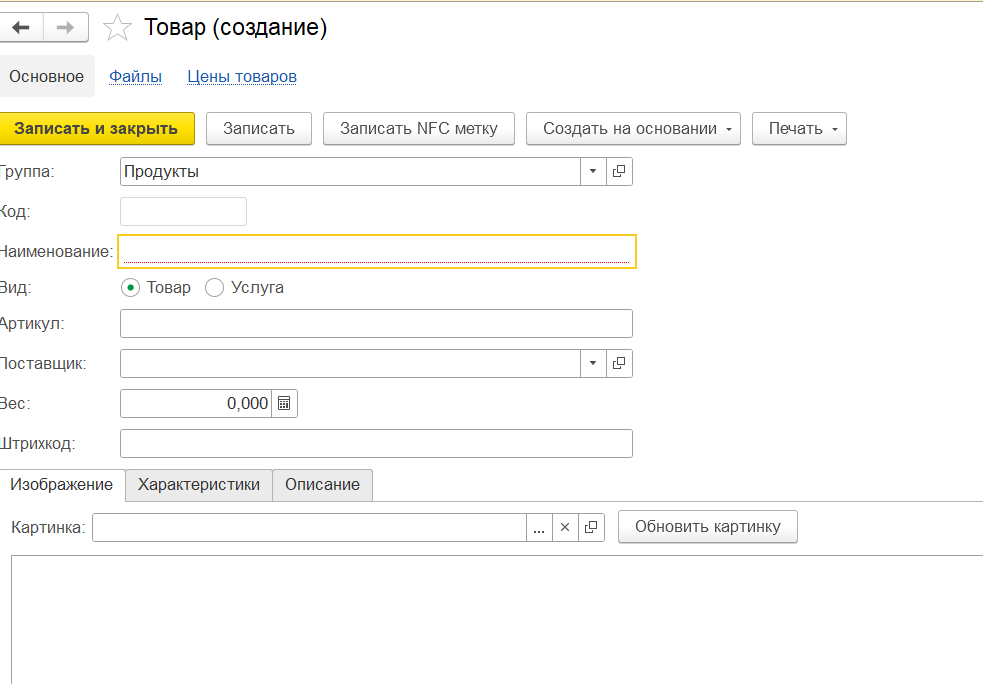 Товар (создание)
Основное Файлы Цены товаров
Записать и закрыть Записать Записать NFC метку Создать на основании Печать
Группа: Продукты
Код:
Наименование:
Вид: Товар Услуга
Артикул:
Поставщик:
Вес: 0,000
Штрихкод:
Изображение Характеристики Описание
Картинка: ... Обновить картинку